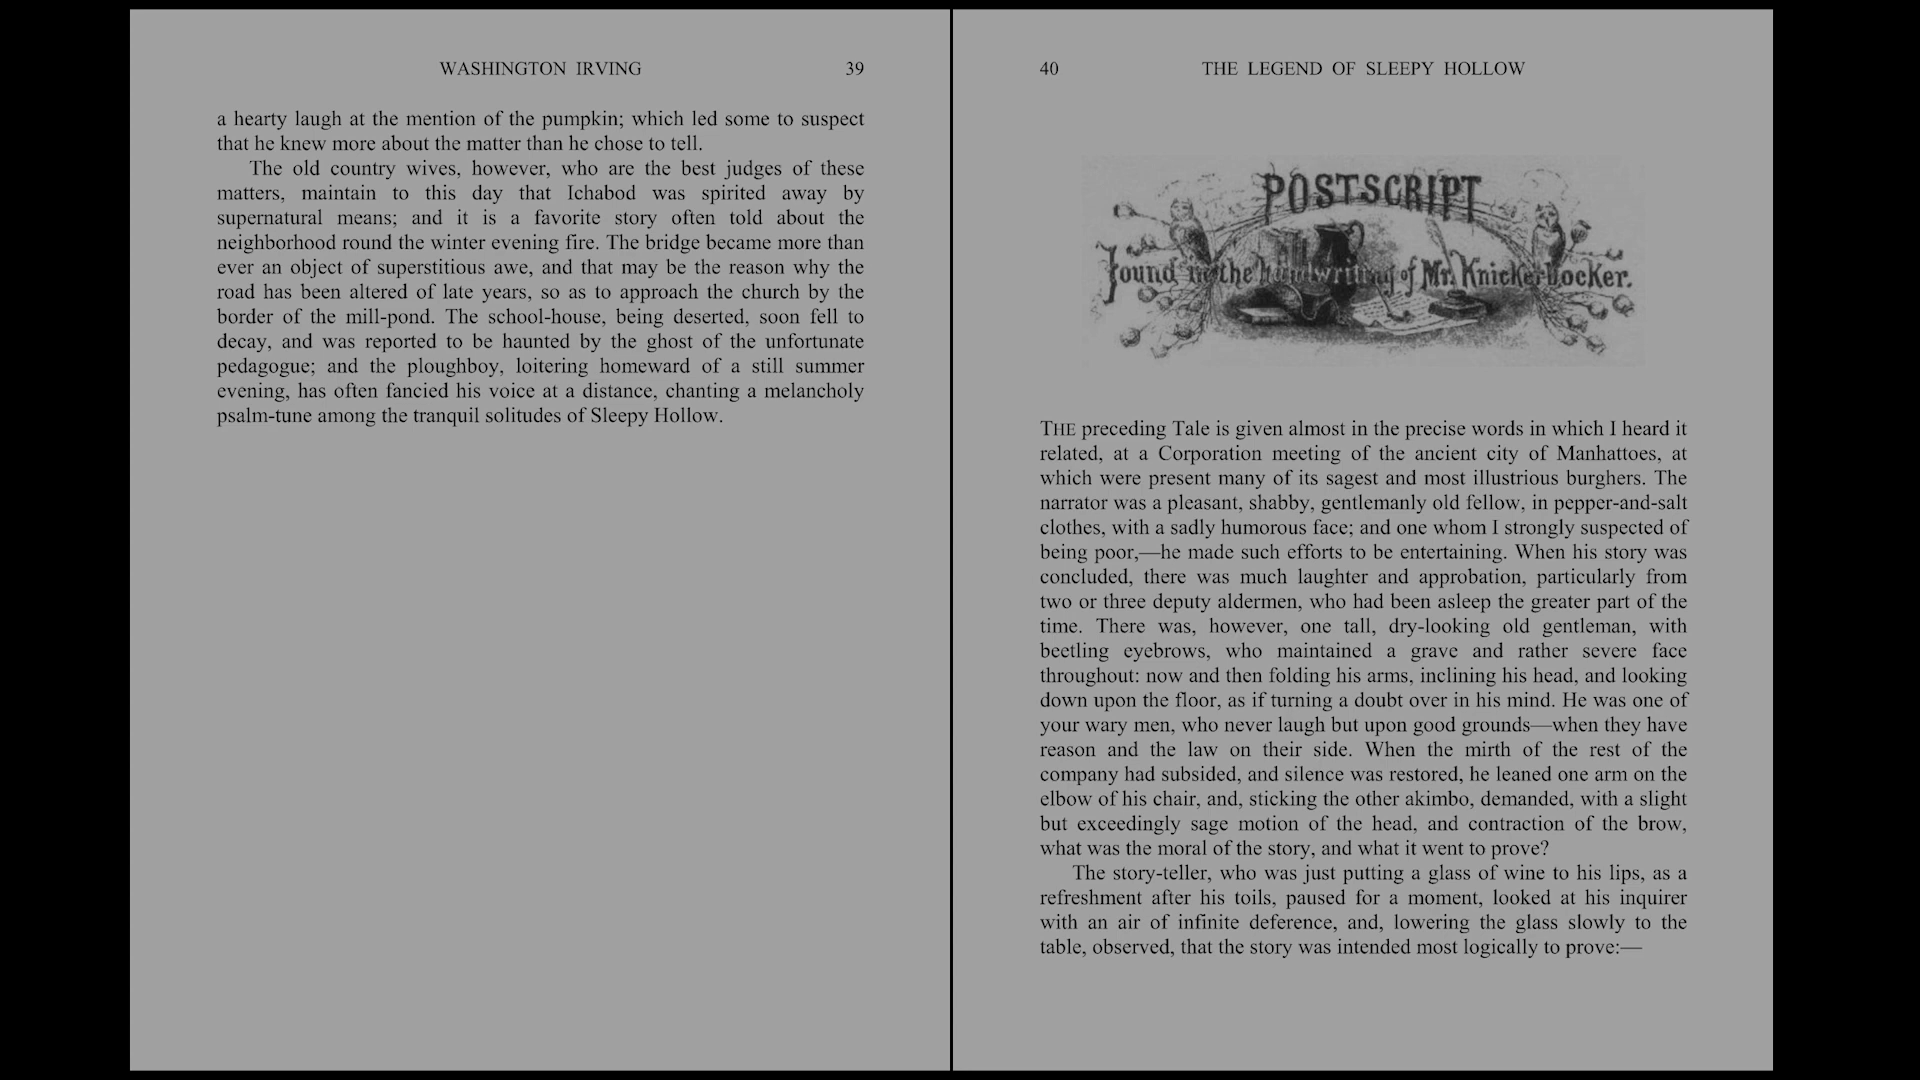 WASHINGTON IRVING 39
a hearty laugh at the mention of the pumpkin; which led some to suspect
that he knew more about the matter than he chose to tell.
The old country wives, however, who are the best judges of these
matters, maintain to this day that Ichabod was spirited away by
supernatural means; and it is a favorite story often told about the
neighborhood round the winter evening fire. The bridge became more than
ever an object of superstitious awe, and that may be the reason why the
road has been altered of late years, so as to approach the church by the
border of the mill-pond. The school-house, being deserted, soon fell to
decay, and was reported to be haunted by the ghost of the unfortunate
pedagogue; and the ploughboy, loitering homeward of a still summer
evening, has often fancied his voice at a distance, chanting a melancholy
psalm-tune among the tranquil solitudes of Sleepy Hollow.
40 THE LEGEND OF SLEEPY HOLLOW
POSTSCRIPT
Found in the handwriting of Mr. Knickerbocker.
THE preceding Tale is given almost in the precise words in which I heard it
related, at a Corporation meeting of the ancient city of Manhattoes, at
which were present many of its sagest and most illustrious burghers. The
narrator was a pleasant, shabby, gentlemanly old fellow, in pepper-and-salt
clothes, with a sadly humorous face; and one whom I strongly suspected of
being poor,—he made such efforts to be entertaining. When his story was
concluded, there was much laughter and approbation, particularly from
two or three deputy aldermen, who had been asleep the greater part of the
time. There was, however, one tall, dry-looking old gentleman, with
beetling eyebrows, who maintained a grave and rather severe face
throughout: now and then folding his arms, inclining his head, and looking
down upon the floor, as if turning a doubt over in his mind. He was one of
your wary men, who never laugh but upon good grounds—when they have
reason and the law on their side. When the mirth of the rest of the
company had subsided, and silence was restored, he leaned one arm on the
elbow of his chair, and, sticking the other akimbo, demanded, with a slight
but exceedingly sage motion of the head, and contraction of the brow,
what was the moral of the story, and what it went to prove?
The story-teller, who was just putting a glass of wine to his lips, as a
refreshment after his toils, paused for a moment, looked at his inquirer
with an air of infinite deference, and, lowering the glass slowly to the
table, observed, that the story was intended most logically to prove:—